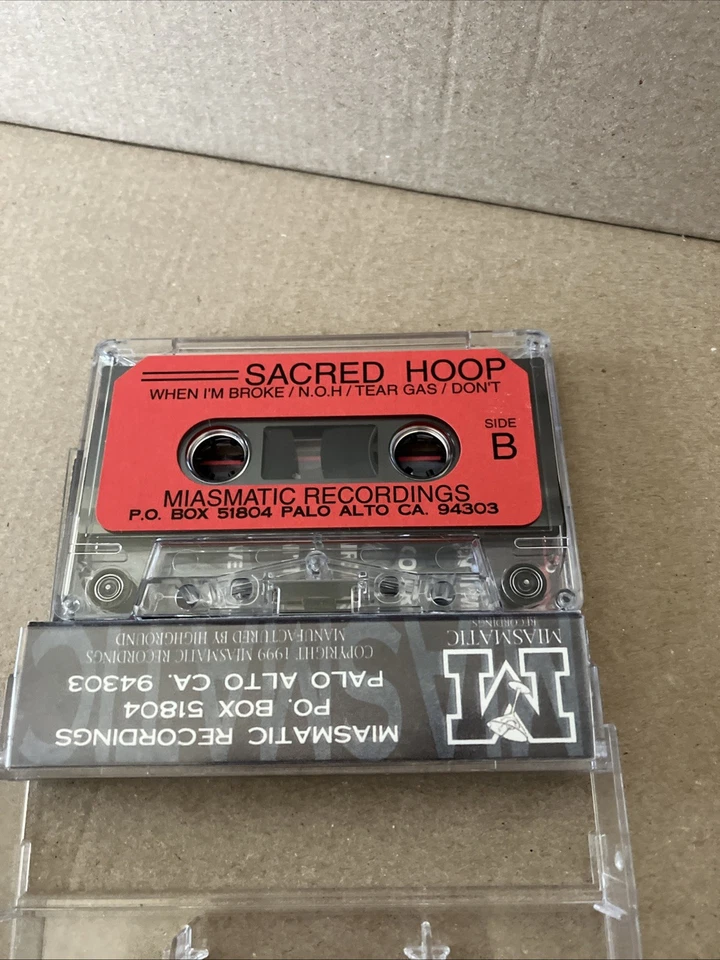 SACRED HOOP
WHEN I'M BROKE / N.O.H / TEAR GAS / DON'T
SIDE
B
MIASMATIC RECORDINGS
P.O. BOX 51804 PALO ALTO CA. 94303
M
MIASMATIC
RECORDINGS
MIASMATIC RECORDINGS
PO. BOX 51804
PALO ALTO CA. 94303
COPYRIGHT 1999 MIASMATIC RECORDINGS
MANUFACTURED BY HIGHGROUND